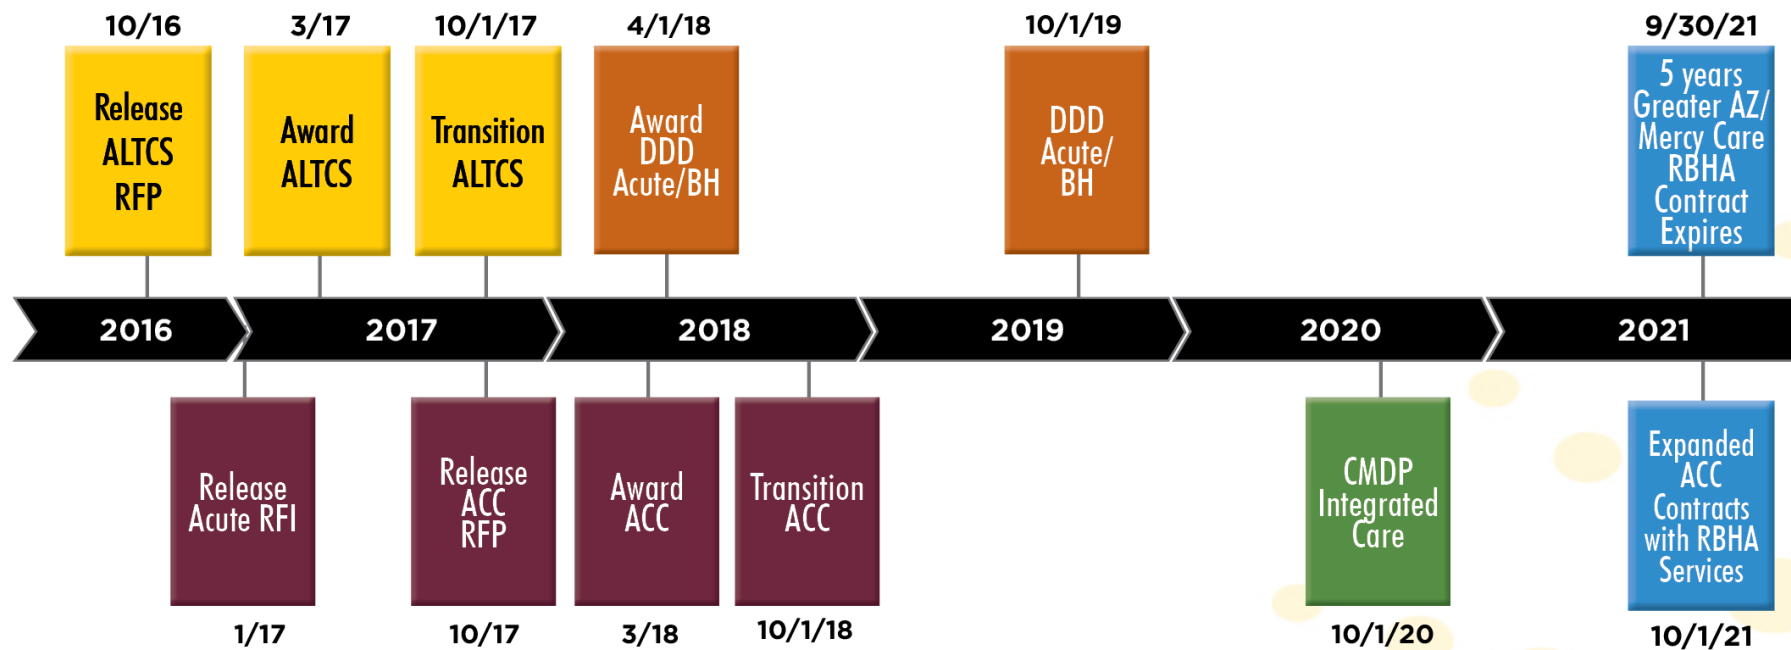 10/16
Release
ALTCS
RFP
3/17
Award
ALTCS
10/1/17
Transition
ALTCS
4/1/18
Award
DDD
Acute/BH
10/1/19
DDD
Acute/
BH
9/30/21
5 years
Greater AZ/
Mercy Care
RBHA
Contract
Expires
2016
2017
2018
2019
2020
2021
Release
Acute RFI
1/17
Release
ACC
RFP
10/17
Award
ACC
3/18
Transition
ACC
10/1/18
CMDP
Integrated
Care
10/1/20
Expanded
ACC
Contracts
with RBHA
Services
10/1/21